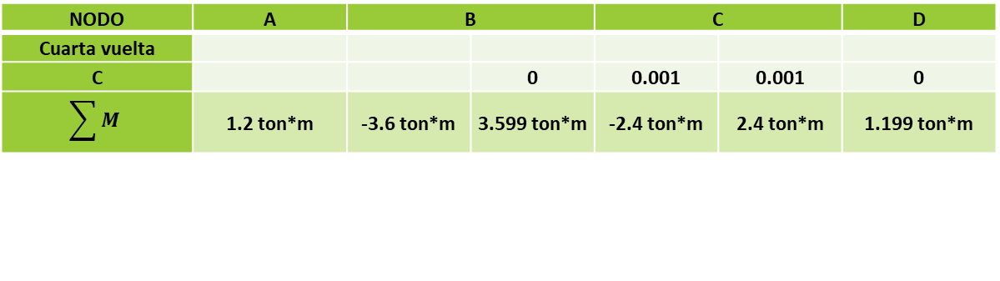 NODO A B C D
Cuarta vuelta
C 0 0.001 0.001 0
∑ M 1.2 ton*m -3.6 ton*m 3.599 ton*m -2.4 ton*m 2.4 ton*m 1.199 ton*m